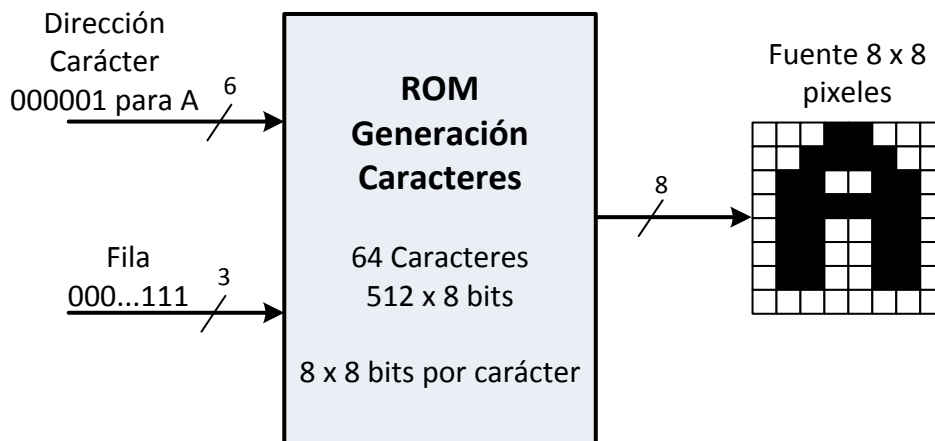 Dirección
Carácter
000001 para A
6
Fila
000...111
3
ROM
Generación
Caracteres
64 Caracteres
512 x 8 bits
8 x 8 bits por carácter
8
Fuente 8 x 8
pixeles